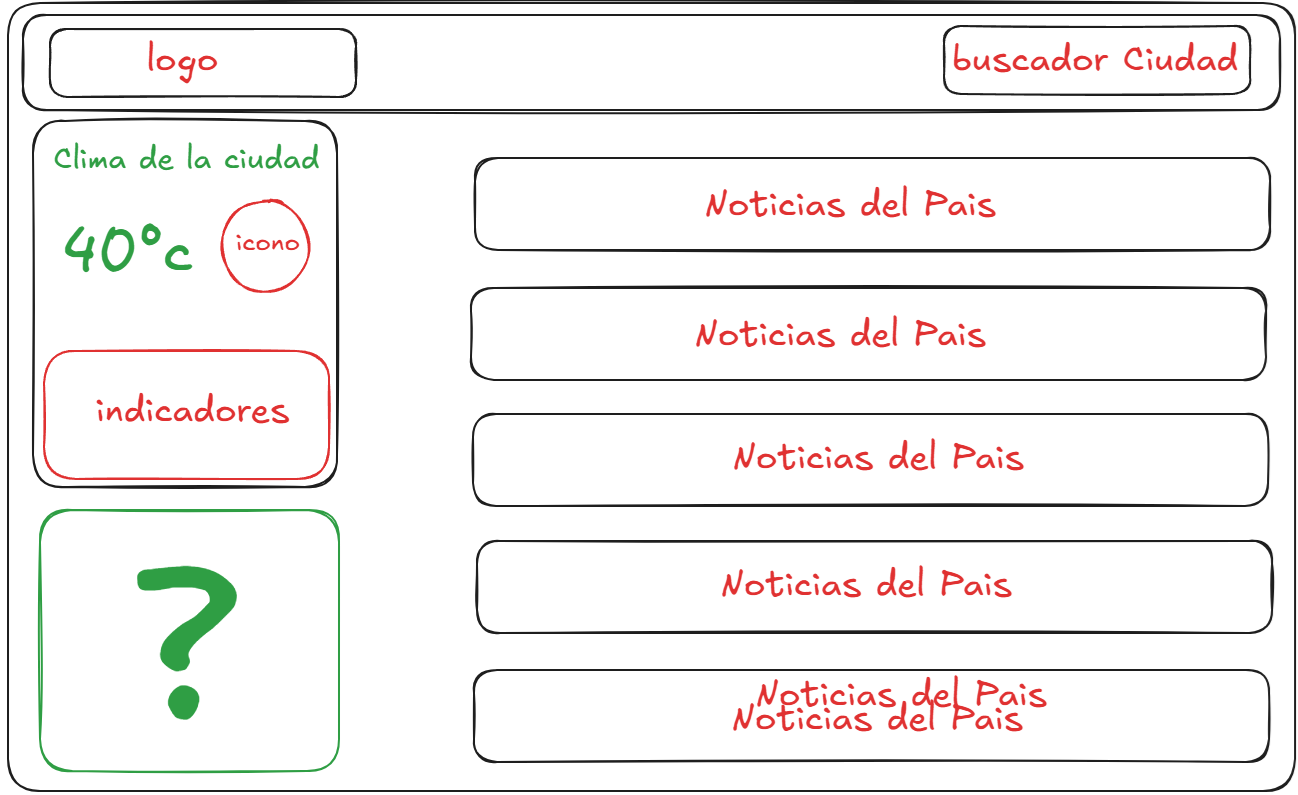 logo
buscador Ciudad
Clima de la ciudad
40°c
icono
indicadores
?
Noticias del Pais
Noticias del Pais
Noticias del Pais
Noticias del Pais
Noticias del Pais
Noticias del Pais